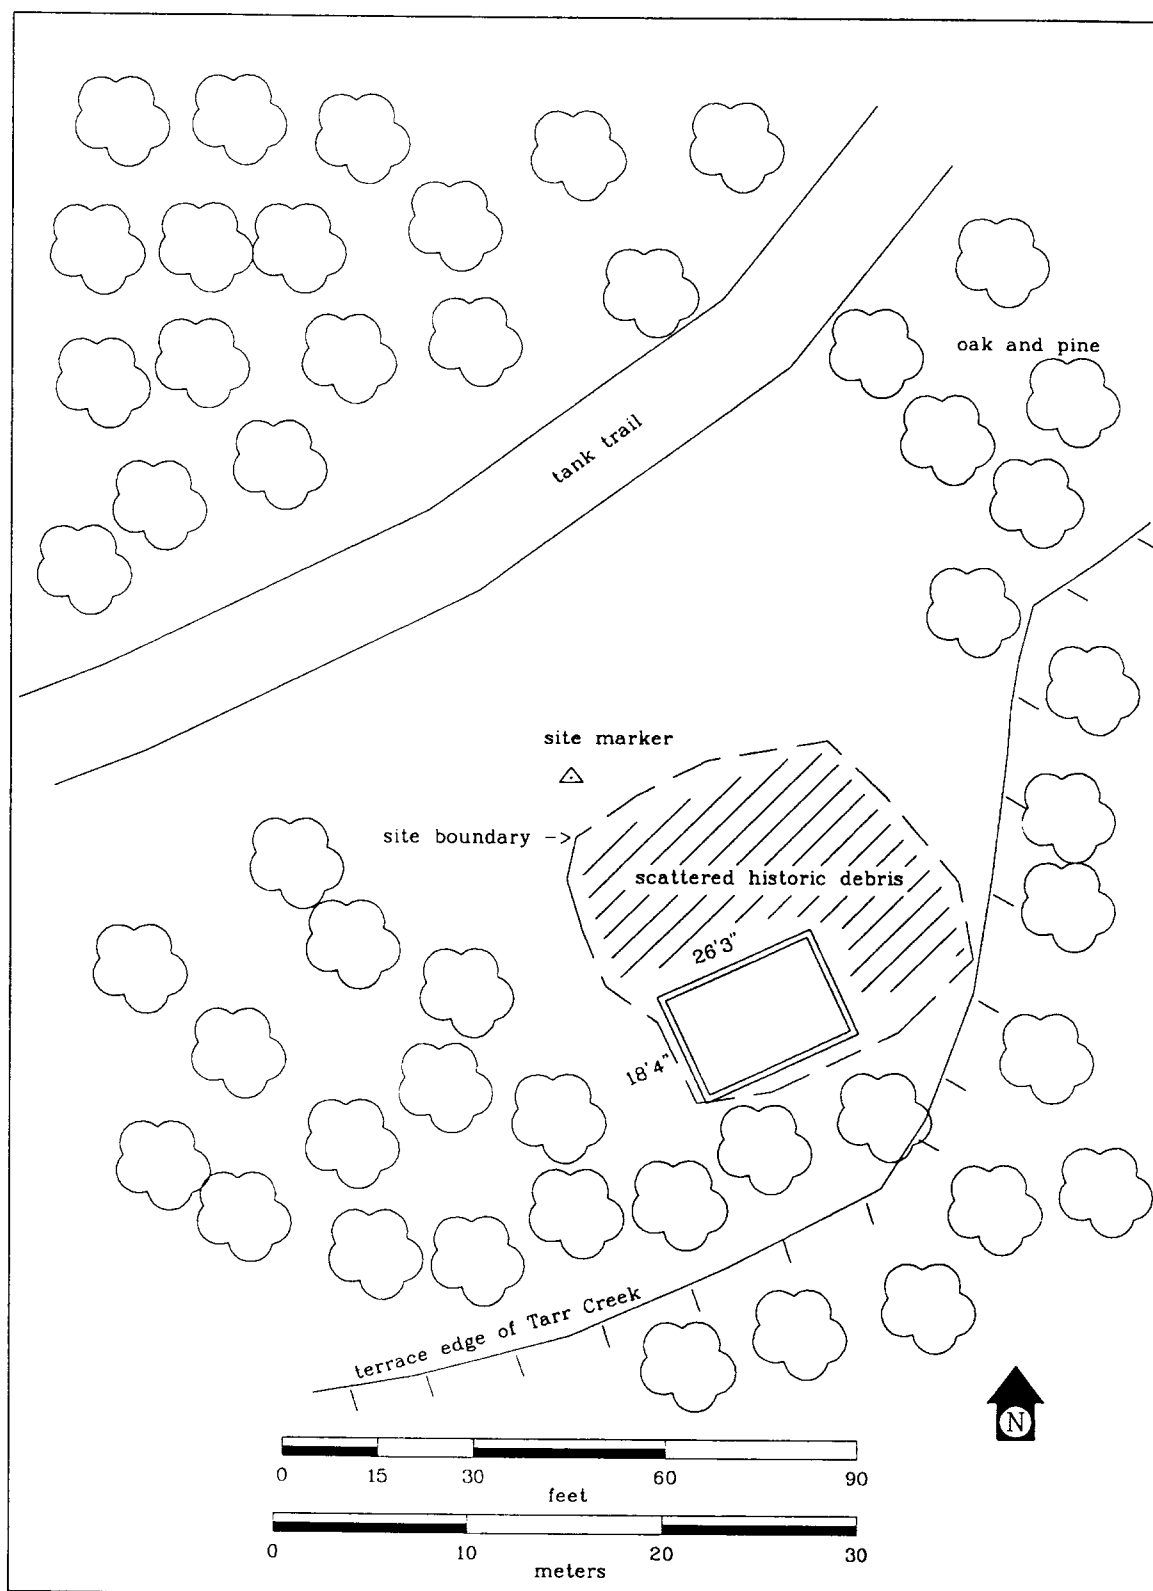 oak and pine
tank trail
site marker
site boundary ->
scattered historic debris
26'3"
18'4"
terrace edge of Tarr Creek
N
0 15 30 60 90
feet
0 10 20 30
meters